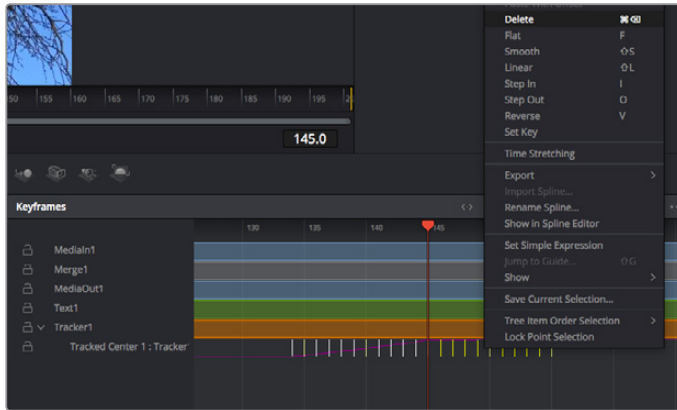 Delete ⌘⌫
Flat F
Smooth ⇧S
Linear ⇧L
Step In I
Step Out O
Reverse V
Set Key
Time Stretching
Export >
Import Spline...
Rename Spline...
Show in Spline Editor
Set Simple Expression
Jump to Guide... ⇧G
Show >
Save Current Selection...
Tree Item Order Selection >
Lock Point Selection
155 160 165 170 175 180 185 190 195
145.0
Keyframes
130 135 140 145
MediaIn1
Merge1
MediaOut1
Text1
Tracker1
Tracked Center 1 : Tracker